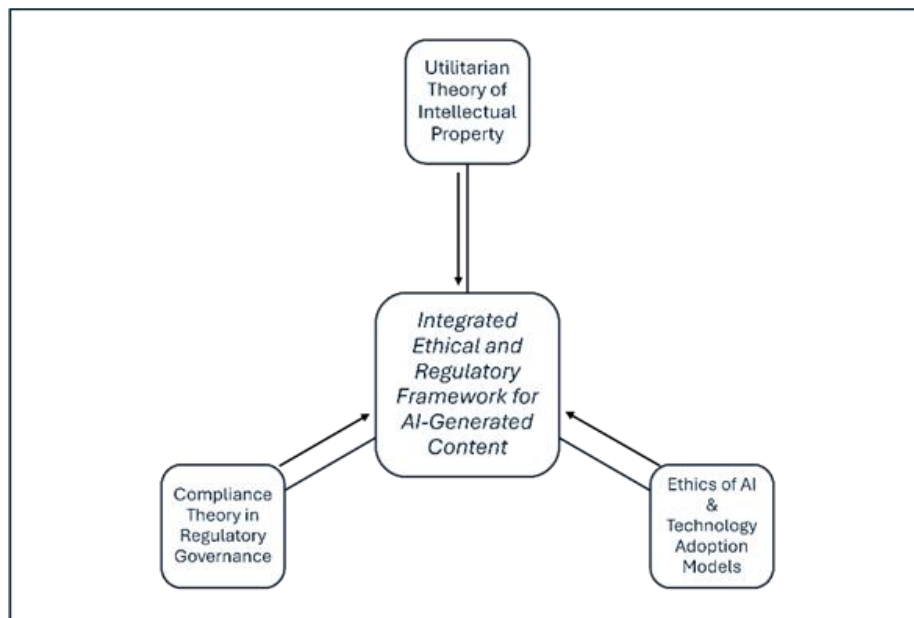 Utilitarian
Theory of
Intellectual
Property
Integrated
Ethical and
Regulatory
Framework for
AI-Generated
Content
Compliance
Theory in
Regulatory
Governance
Ethics of AI
&
Technology
Adoption
Models